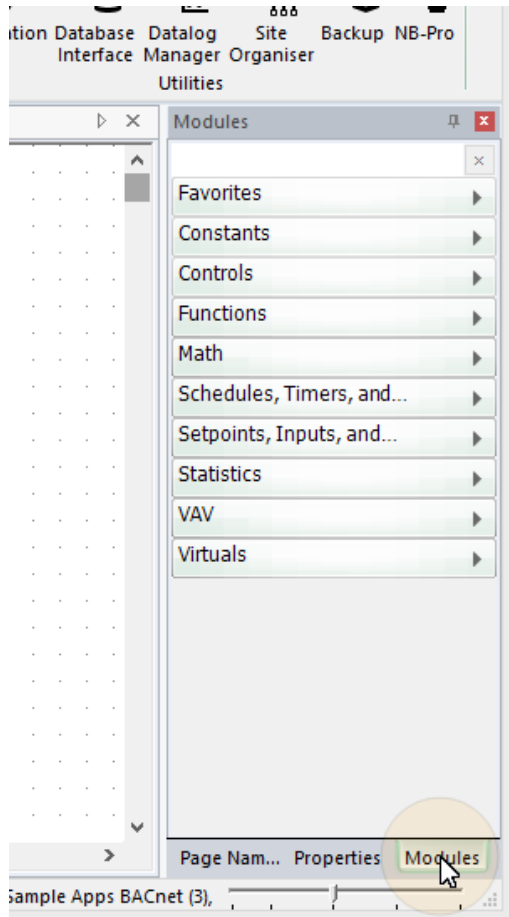 Database Datalog Site Backup NB-Pro
Interface Manager Organiser
Utilities
Modules
Favorites
Constants
Controls
Functions
Math
Schedules, Timers, and...
Setpoints, Inputs, and...
Statistics
VAV
Virtuals
Page Nam... Properties Modules
Sample Apps BACnet (3),